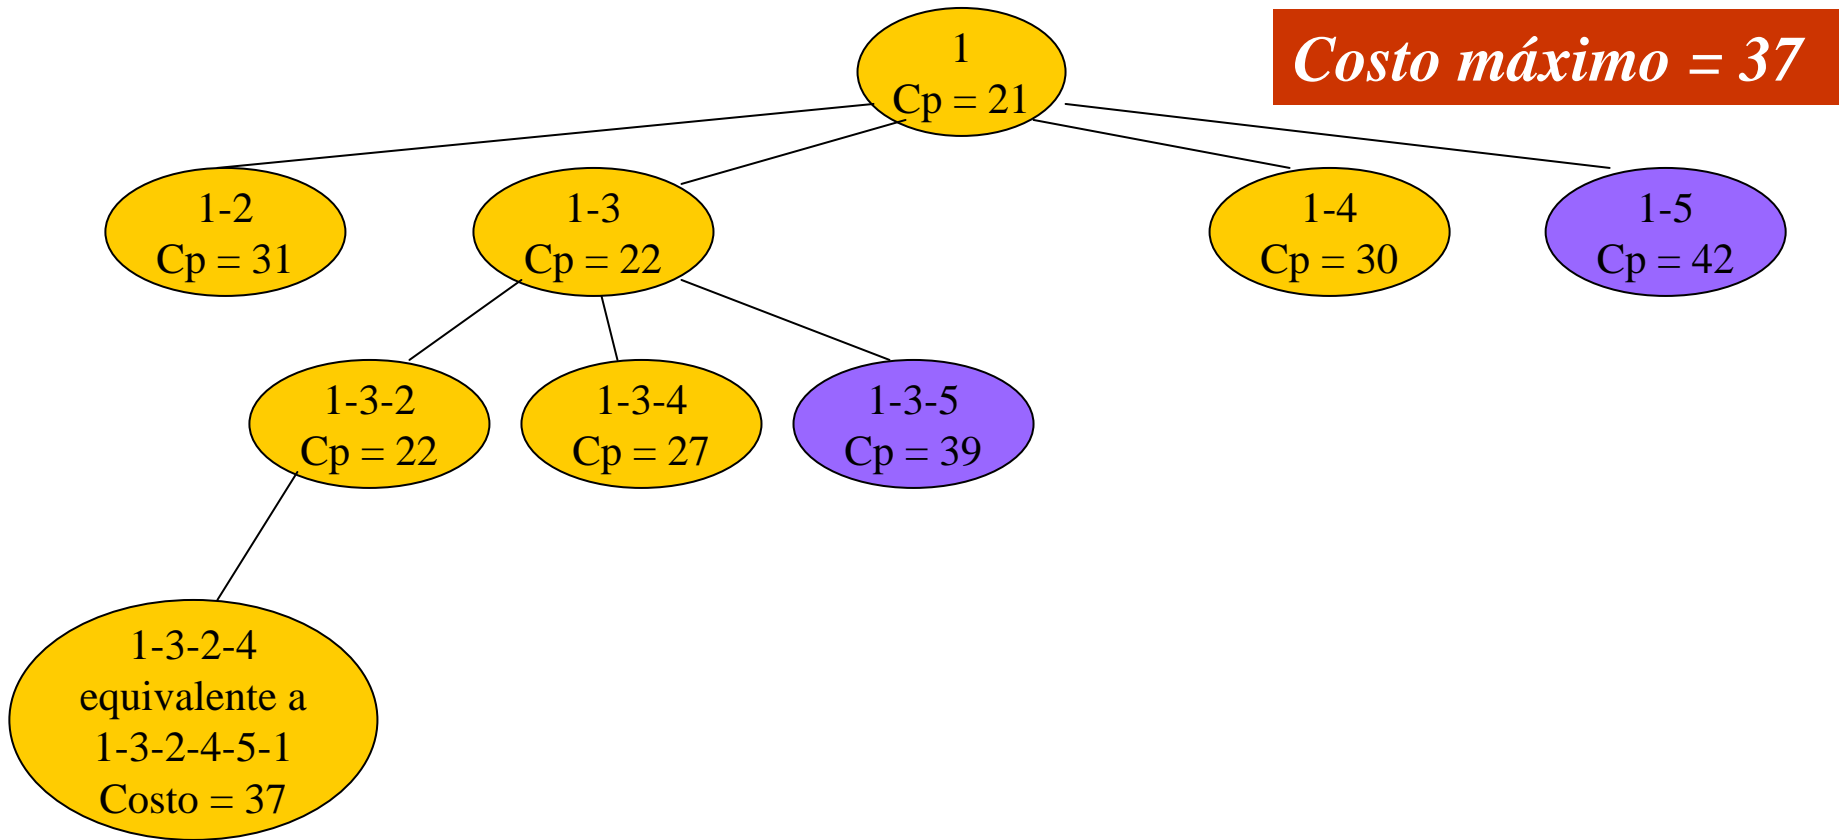 1
Cp = 21
Costo máximo = 37
1-2
Cp = 31
1-3
Cp = 22
1-4
Cp = 30
1-5
Cp = 42
1-3-2
Cp = 22
1-3-4
Cp = 27
1-3-5
Cp = 39
1-3-2-4
equivalente a
1-3-2-4-5-1
Costo = 37